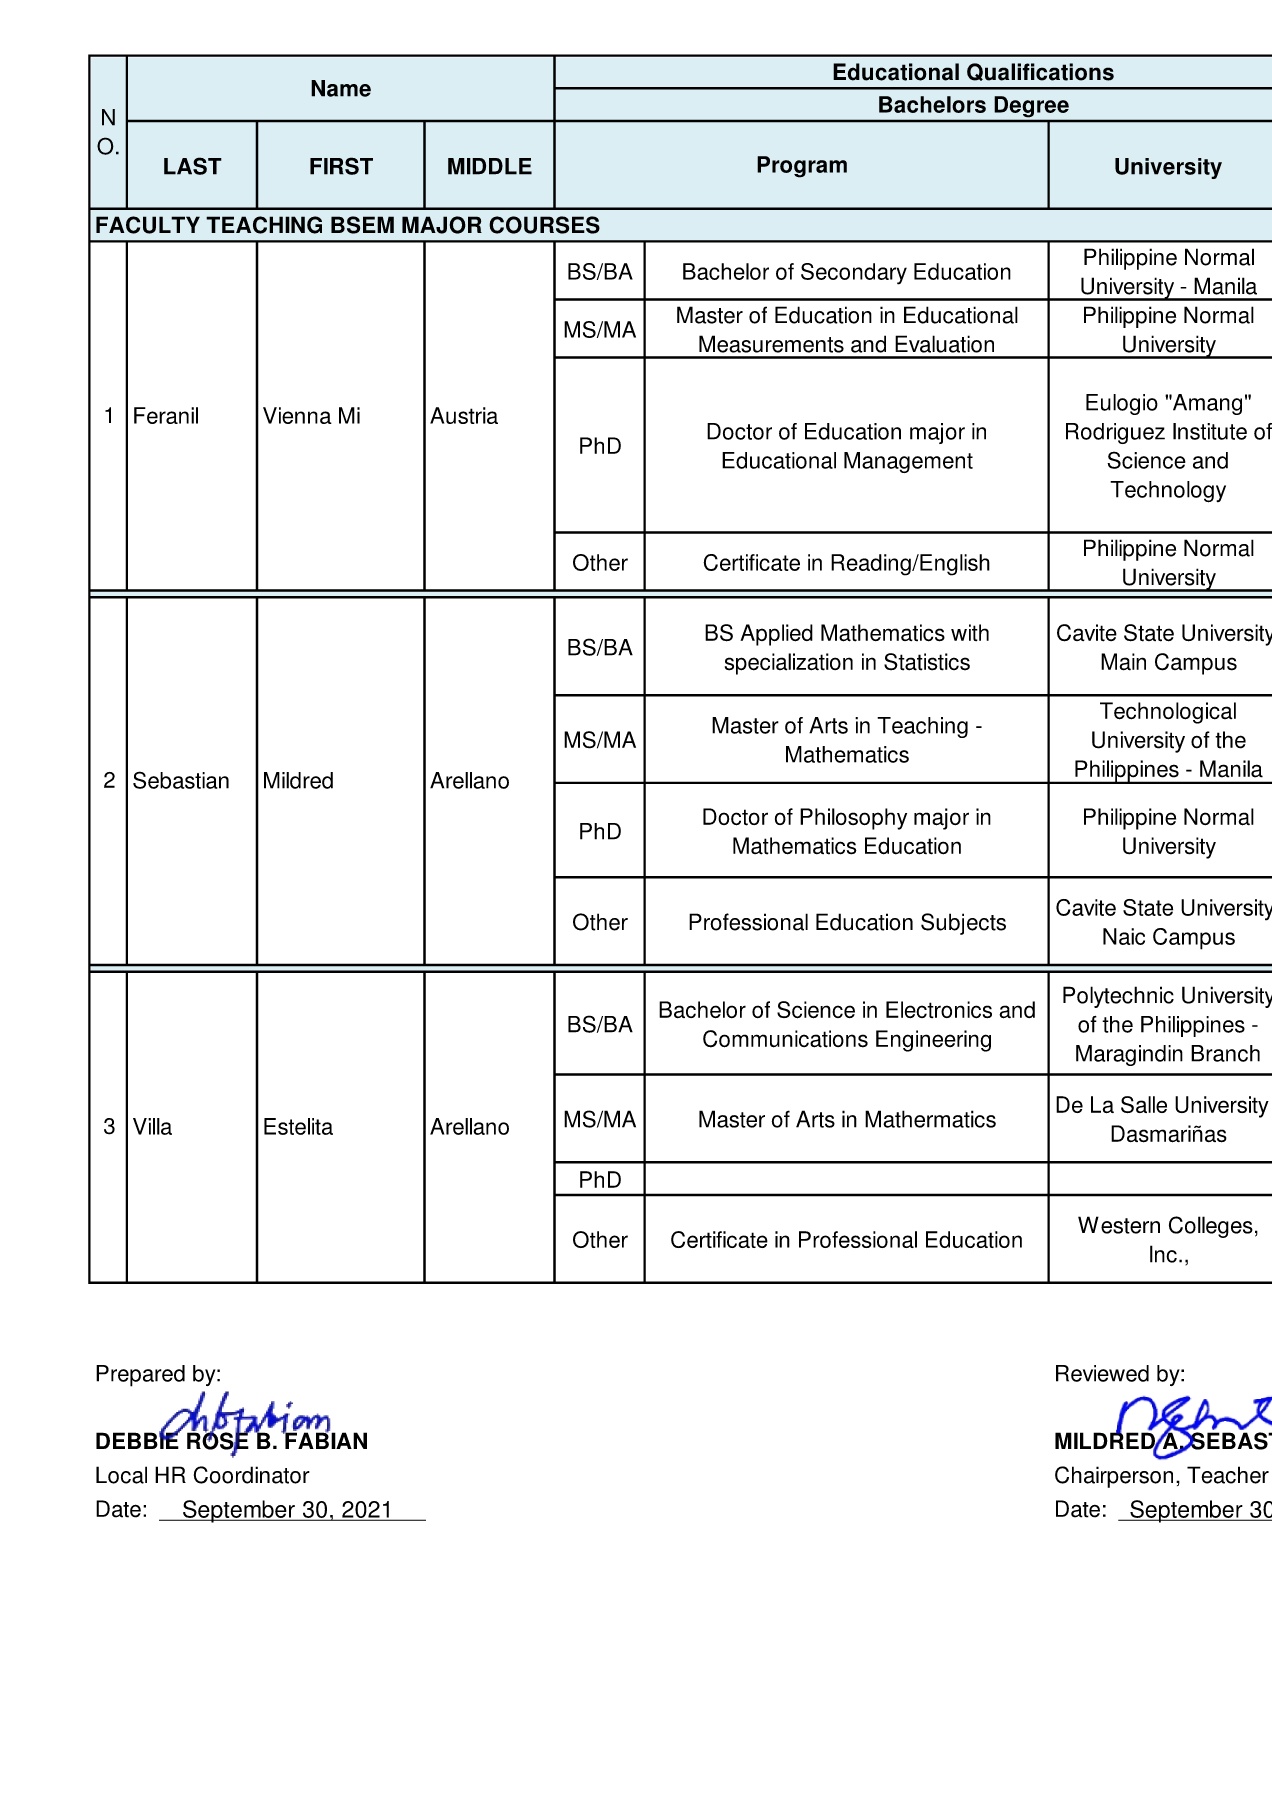 N
O.
Name
Educational Qualifications
Bachelors Degree
LAST
FIRST
MIDDLE
Program
University
FACULTY TEACHING BSEM MAJOR COURSES
1
Feranil
Vienna Mi
Austria
BS/BA
Bachelor of Secondary Education
Philippine Normal
University - Manila
MS/MA
Master of Education in Educational
Measurements and Evaluation
Philippine Normal
University
PhD
Doctor of Education major in
Educational Management
Eulogio "Amang"
Rodriguez Institute of
Science and
Technology
Other
Certificate in Reading/English
Philippine Normal
University
2
Sebastian
Mildred
Arellano
BS/BA
BS Applied Mathematics with
specialization in Statistics
Cavite State University
Main Campus
MS/MA
Master of Arts in Teaching -
Mathematics
Technological
University of the
Philippines - Manila
PhD
Doctor of Philosophy major in
Mathematics Education
Philippine Normal
University
Other
Professional Education Subjects
Cavite State University
Naic Campus
3
Villa
Estelita
Arellano
BS/BA
Bachelor of Science in Electronics and
Communications Engineering
Polytechnic University
of the Philippines -
Maragindin Branch
MS/MA
Master of Arts in Mathermatics
De La Salle University
Dasmariñas
PhD
Other
Certificate in Professional Education
Western Colleges,
Inc.,
Prepared by:
drbfabian
DEBBIE ROSE B. FABIAN
Local HR Coordinator
Date: September 30, 2021
Reviewed by:
MILDRED A. SEBAST
Chairperson, Teacher
Date: September 30